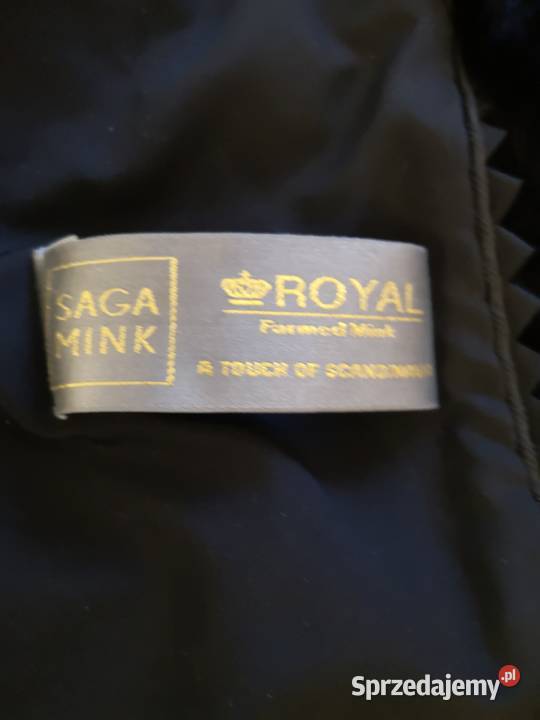 SAGA
MINK
ROYAL
Farmed Mink
A TOUCH OF
Sprzedajemy.pl